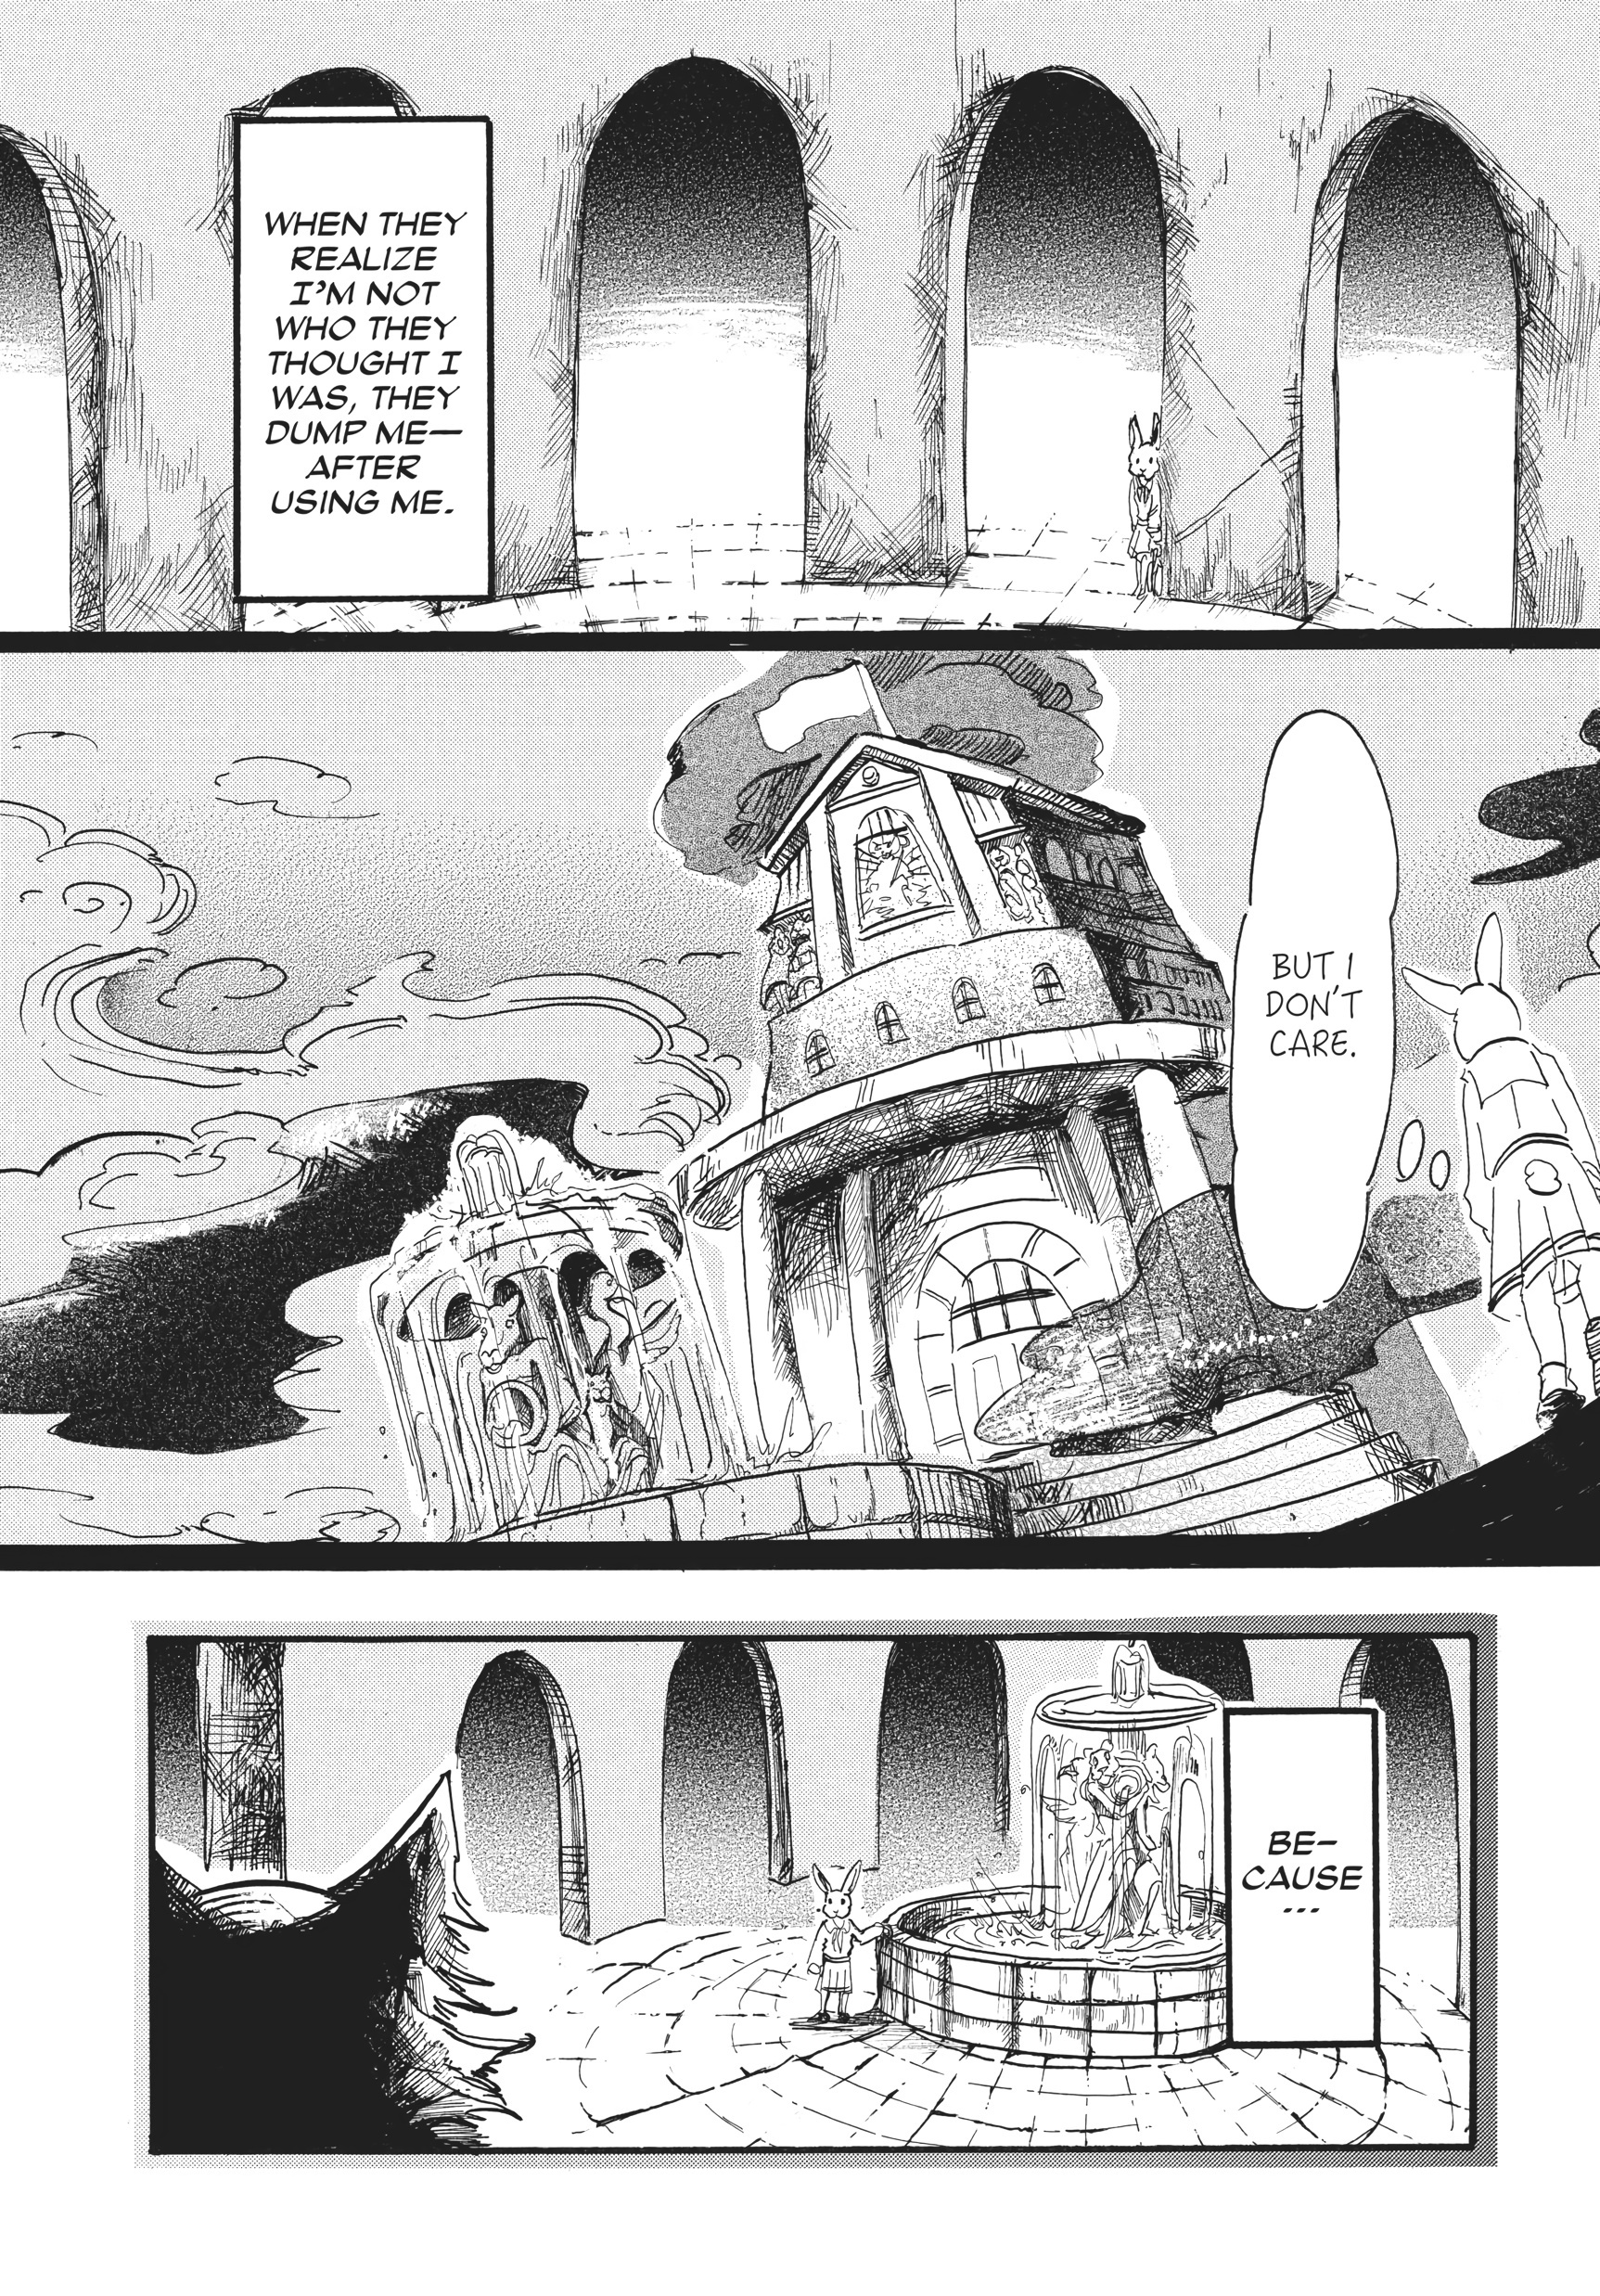 WHEN THEY
REALIZE
I'M NOT
WHO THEY
THOUGHT I
WAS, THEY
DUMP ME—
AFTER
USING ME.
BUT I
DON'T
CARE.
BE-
CAUSE
...